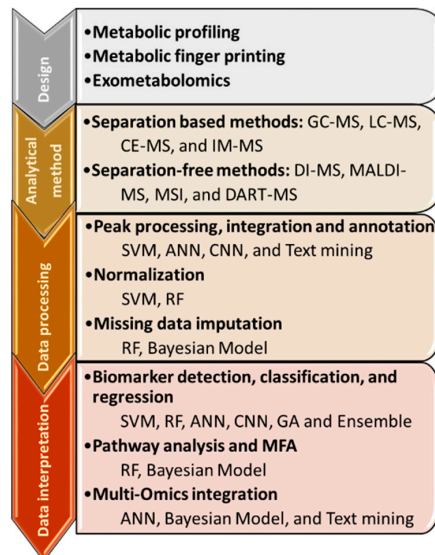 Design
•Metabolic profiling
•Metabolic finger printing
•Exometabolomics
Analytical
method
•Separation based methods: GC-MS, LC-MS,
CE-MS, and IM-MS
•Separation-free methods: DI-MS, MALDI-
MS, MSI, and DART-MS
Data processing
•Peak processing, integration and annotation
SVM, ANN, CNN, and Text mining
•Normalization
SVM, RF
•Missing data imputation
RF, Bayesian Model
Data interpretation
•Biomarker detection, classification, and
regression
SVM, RF, ANN, CNN, GA and Ensemble
•Pathway analysis and MFA
RF, Bayesian Model
•Multi-Omics integration
ANN, Bayesian Model, and Text mining